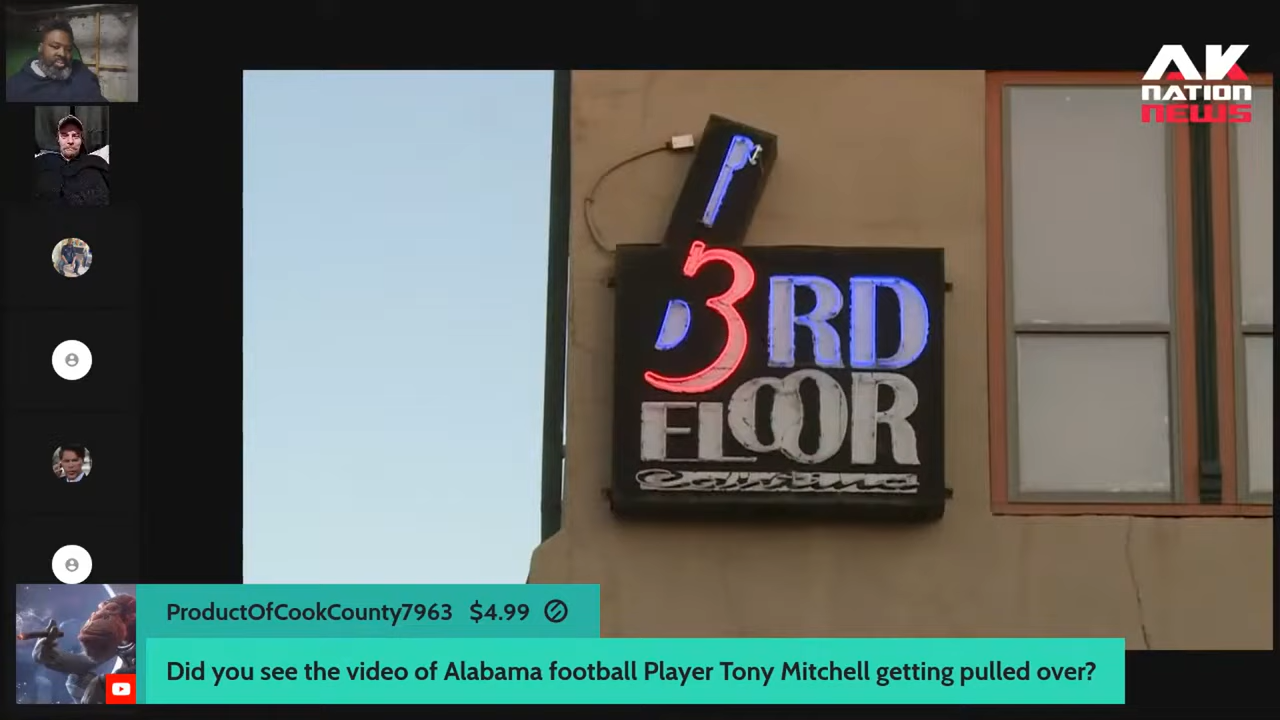 AK
NATION
NEWS
3RD
FLOOR
ProductOfCookCounty7963 $4.99
Did you see the video of Alabama football Player Tony Mitchell getting pulled over?